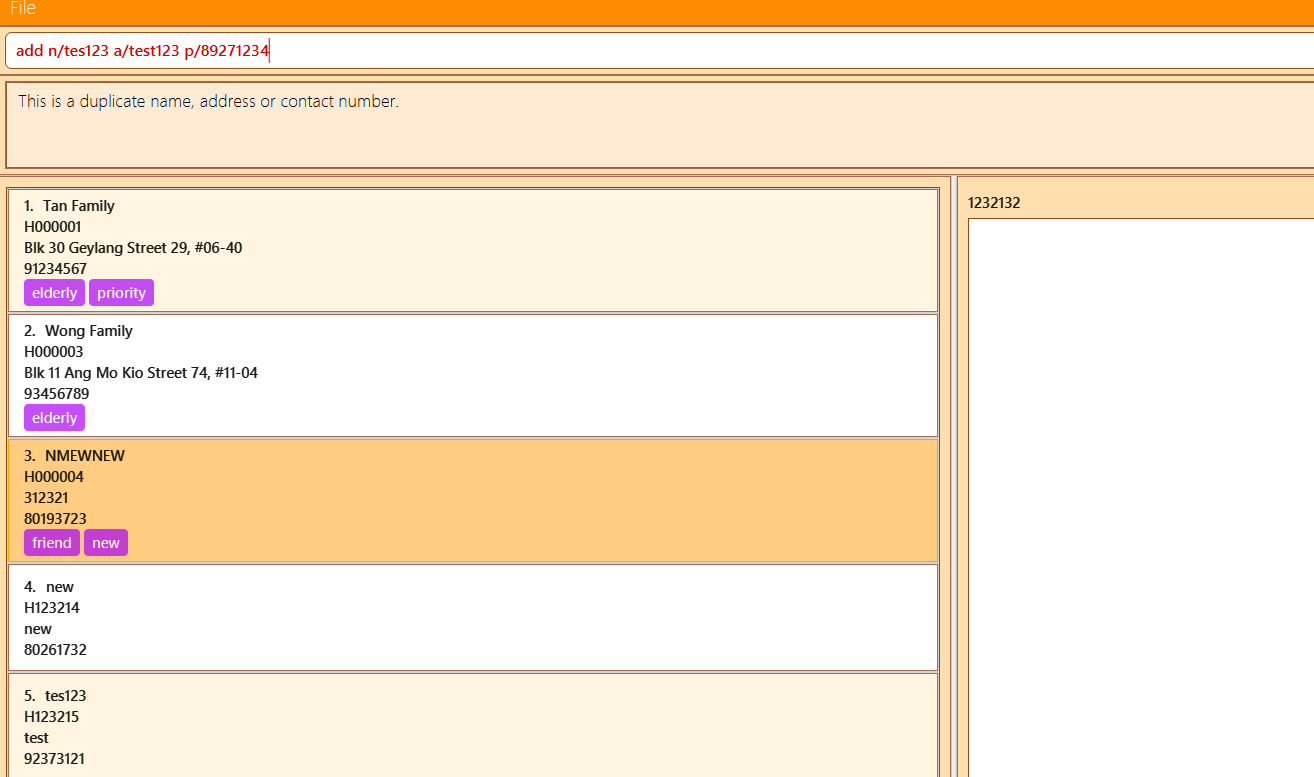 File
add n/tes123 a/test123 p/89271234
This is a duplicate name, address or contact number.
1. Tan Family
H000001
Blk 30 Geylang Street 29, #06-40
91234567
elderly priority
2. Wong Family
H000003
Blk 11 Ang Mo Kio Street 74, #11-04
93456789
elderly
3. NMEWNEW
H000004
312321
80193723
friend new
4. new
H123214
new
80261732
5. tes123
H123215
test
92373121
1232132